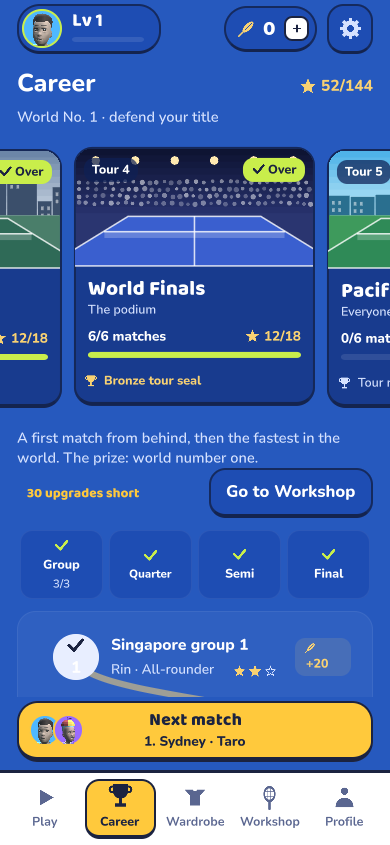 Lv 1
0
+
Career
52/144
World No. 1 · defend your title
Over
Tour 4
Over
Tour 5
World Finals
The podium
6/6 matches
12/18
Bronze tour seal
12/18
Pacif
Everyone
0/6 mat
Tour r
A first match from behind, then the fastest in the
world. The prize: world number one.
30 upgrades short
Go to Workshop
Group
3/3
Quarter
Semi
Final
1
Singapore group 1
Rin · All-rounder
+20
Next match
1. Sydney · Taro
Play
Career
Wardrobe
Workshop
Profile